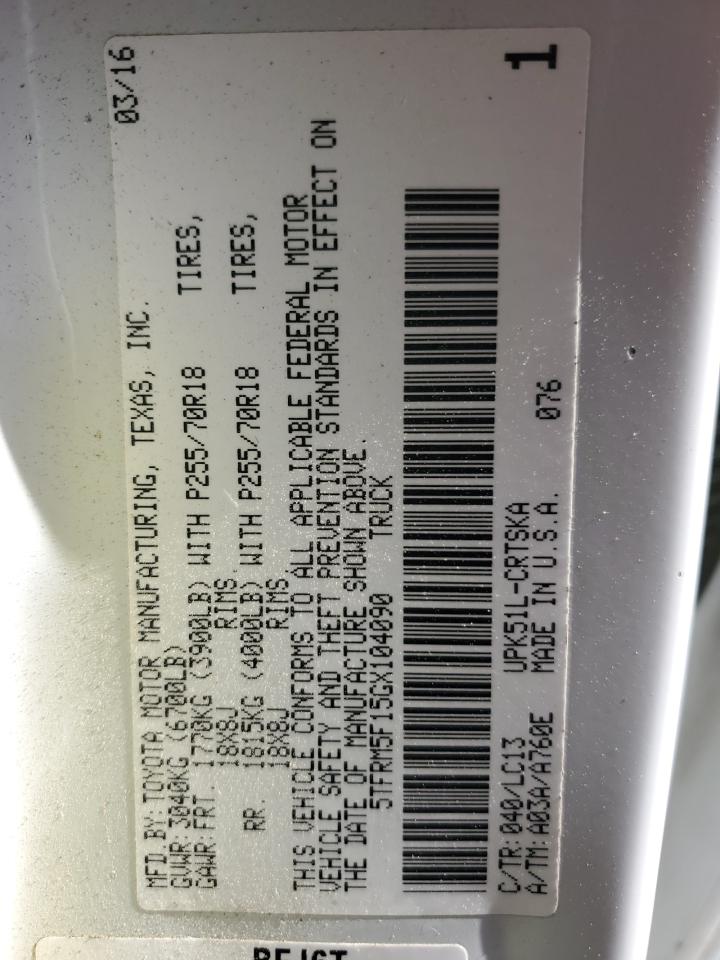 MFD. BY: TOYOTA MOTOR MANUFACTURING, TEXAS, INC. 03/16
GVWR: 3040KG (6700LB)
GAWR: FRT. 1770KG (3900LB) WITH P255/70R18 TIRES,
18X8J RIMS.
RR. 1815KG (4000LB) WITH P255/70R18 TIRES,
18X8J RIMS
THIS VEHICLE CONFORMS TO ALL APPLICABLE FEDERAL MOTOR
VEHICLE SAFETY AND THEFT PREVENTION STANDARDS IN EFFECT ON
THE DATE OF MANUFACTURE SHOWN ABOVE.
5TFRM5F15GX104090 TRUCK
C/TR: 040/LC13 UPK51L-CRTSKA 076
A/TM: A03A/A760E MADE IN U.S.A.
1